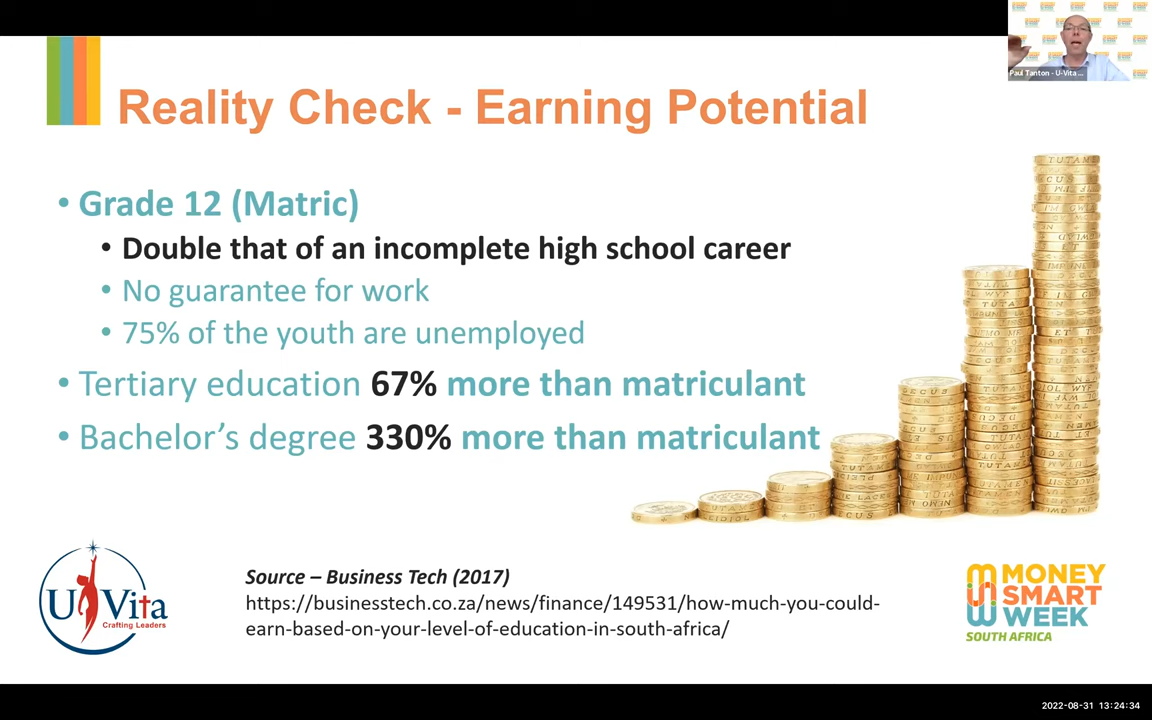 Paul Tanton - U-Vita ...
Reality Check - Earning Potential
• Grade 12 (Matric)
• Double that of an incomplete high school career
• No guarantee for work
• 75% of the youth are unemployed
• Tertiary education 67% more than matriculant
• Bachelor’s degree 330% more than matriculant
U Vita
Crafting Leaders
Source – Business Tech (2017)
https://businesstech.co.za/news/finance/149531/how-much-you-could-
earn-based-on-your-level-of-education-in-south-africa/
MONEY
SMART
WEEK
SOUTH AFRICA
2022-08-31 13:24:34